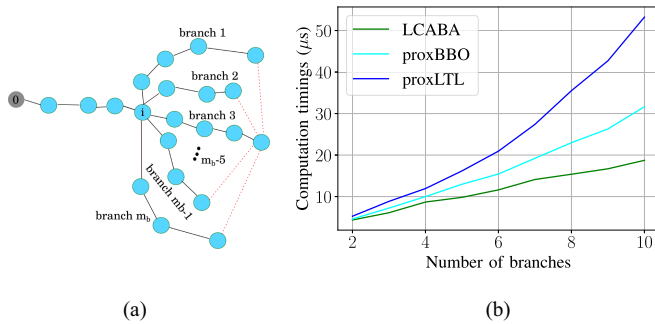 branch 1
branch 2
0
i
branch 3
m_b-5
branch mb-1
branch m_b
(a)
LCABA
proxBBO
proxLTL
Computation timings (μs)
50
40
30
20
10
2
4
6
8
10
Number of branches
(b)